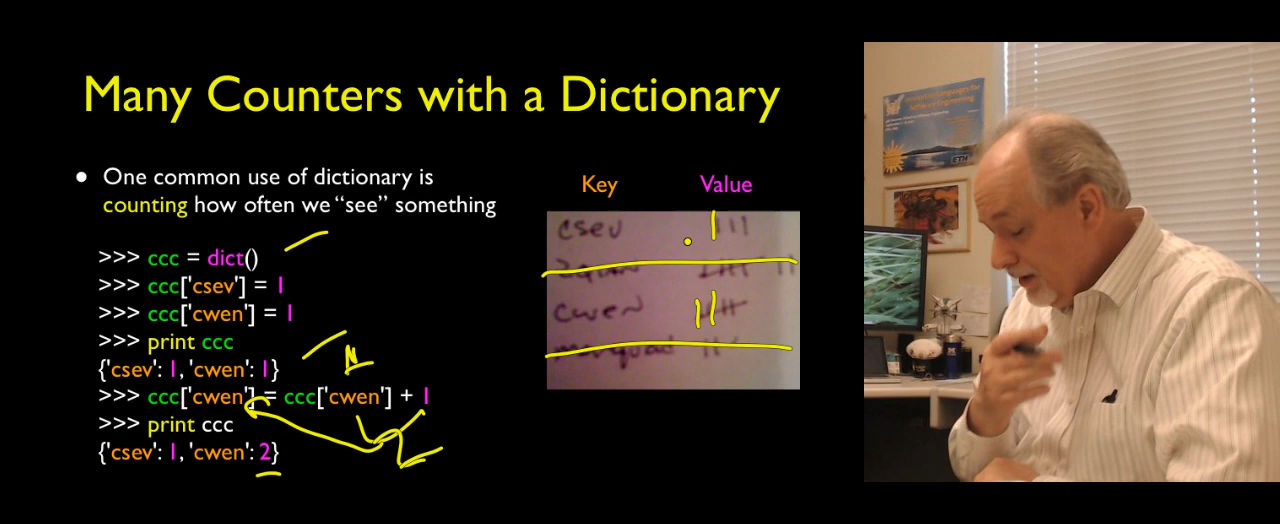 Many Counters with a Dictionary
● One common use of dictionary is
counting how often we “see” something
>>> ccc = dict()
>>> ccc['csev'] = 1
>>> ccc['cwen'] = 1
>>> print ccc
{'csev': 1, 'cwen': 1}
>>> ccc['cwen'] = ccc['cwen'] + 1
>>> print ccc
{'csev': 1, 'cwen': 2}
2
Key Value
csev
cwen
ETH